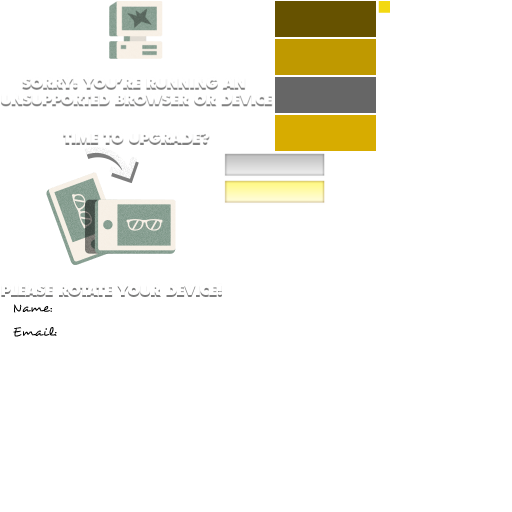 SORRY! YOU'RE RUNNING AN
UNSUPPORTED BROWSER OR DEVICE
TIME TO UPGRADE?
PLEASE ROTATE YOUR DEVICE!
Name:
Email: